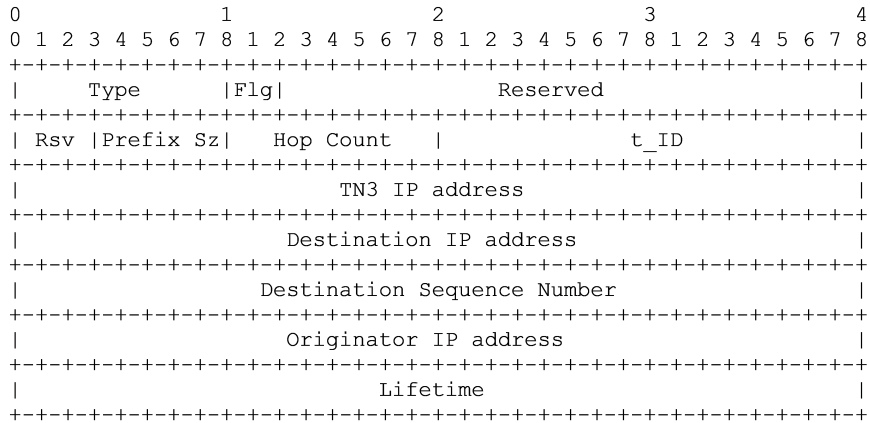 0               1               2               3               4
0 1 2 3 4 5 6 7 8 1 2 3 4 5 6 7 8 1 2 3 4 5 6 7 8 1 2 3 4 5 6 7 8
+-+-+-+-+-+-+-+-+-+-+-+-+-+-+-+-+-+-+-+-+-+-+-+-+-+-+-+-+-+-+-+-+
|     Type      |Flg|                Reserved                   |
+-+-+-+-+-+-+-+-+-+-+-+-+-+-+-+-+-+-+-+-+-+-+-+-+-+-+-+-+-+-+-+-+
| Rsv |Prefix Sz|   Hop Count   |              t_ID             |
+-+-+-+-+-+-+-+-+-+-+-+-+-+-+-+-+-+-+-+-+-+-+-+-+-+-+-+-+-+-+-+-+
|                        TN3 IP address                         |
+-+-+-+-+-+-+-+-+-+-+-+-+-+-+-+-+-+-+-+-+-+-+-+-+-+-+-+-+-+-+-+-+
|                    Destination IP address                     |
+-+-+-+-+-+-+-+-+-+-+-+-+-+-+-+-+-+-+-+-+-+-+-+-+-+-+-+-+-+-+-+-+
|                  Destination Sequence Number                  |
+-+-+-+-+-+-+-+-+-+-+-+-+-+-+-+-+-+-+-+-+-+-+-+-+-+-+-+-+-+-+-+-+
|                    Originator IP address                      |
+-+-+-+-+-+-+-+-+-+-+-+-+-+-+-+-+-+-+-+-+-+-+-+-+-+-+-+-+-+-+-+-+
|                           Lifetime                            |
+-+-+-+-+-+-+-+-+-+-+-+-+-+-+-+-+-+-+-+-+-+-+-+-+-+-+-+-+-+-+-+-+